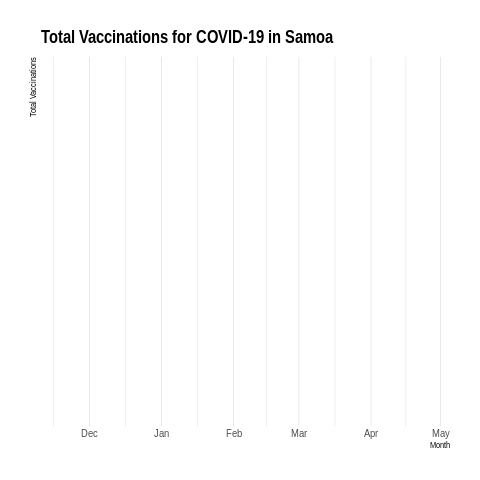 Total Vaccinations for COVID-19 in Samoa
Total Vaccinations
Dec Jan Feb Mar Apr May
Month